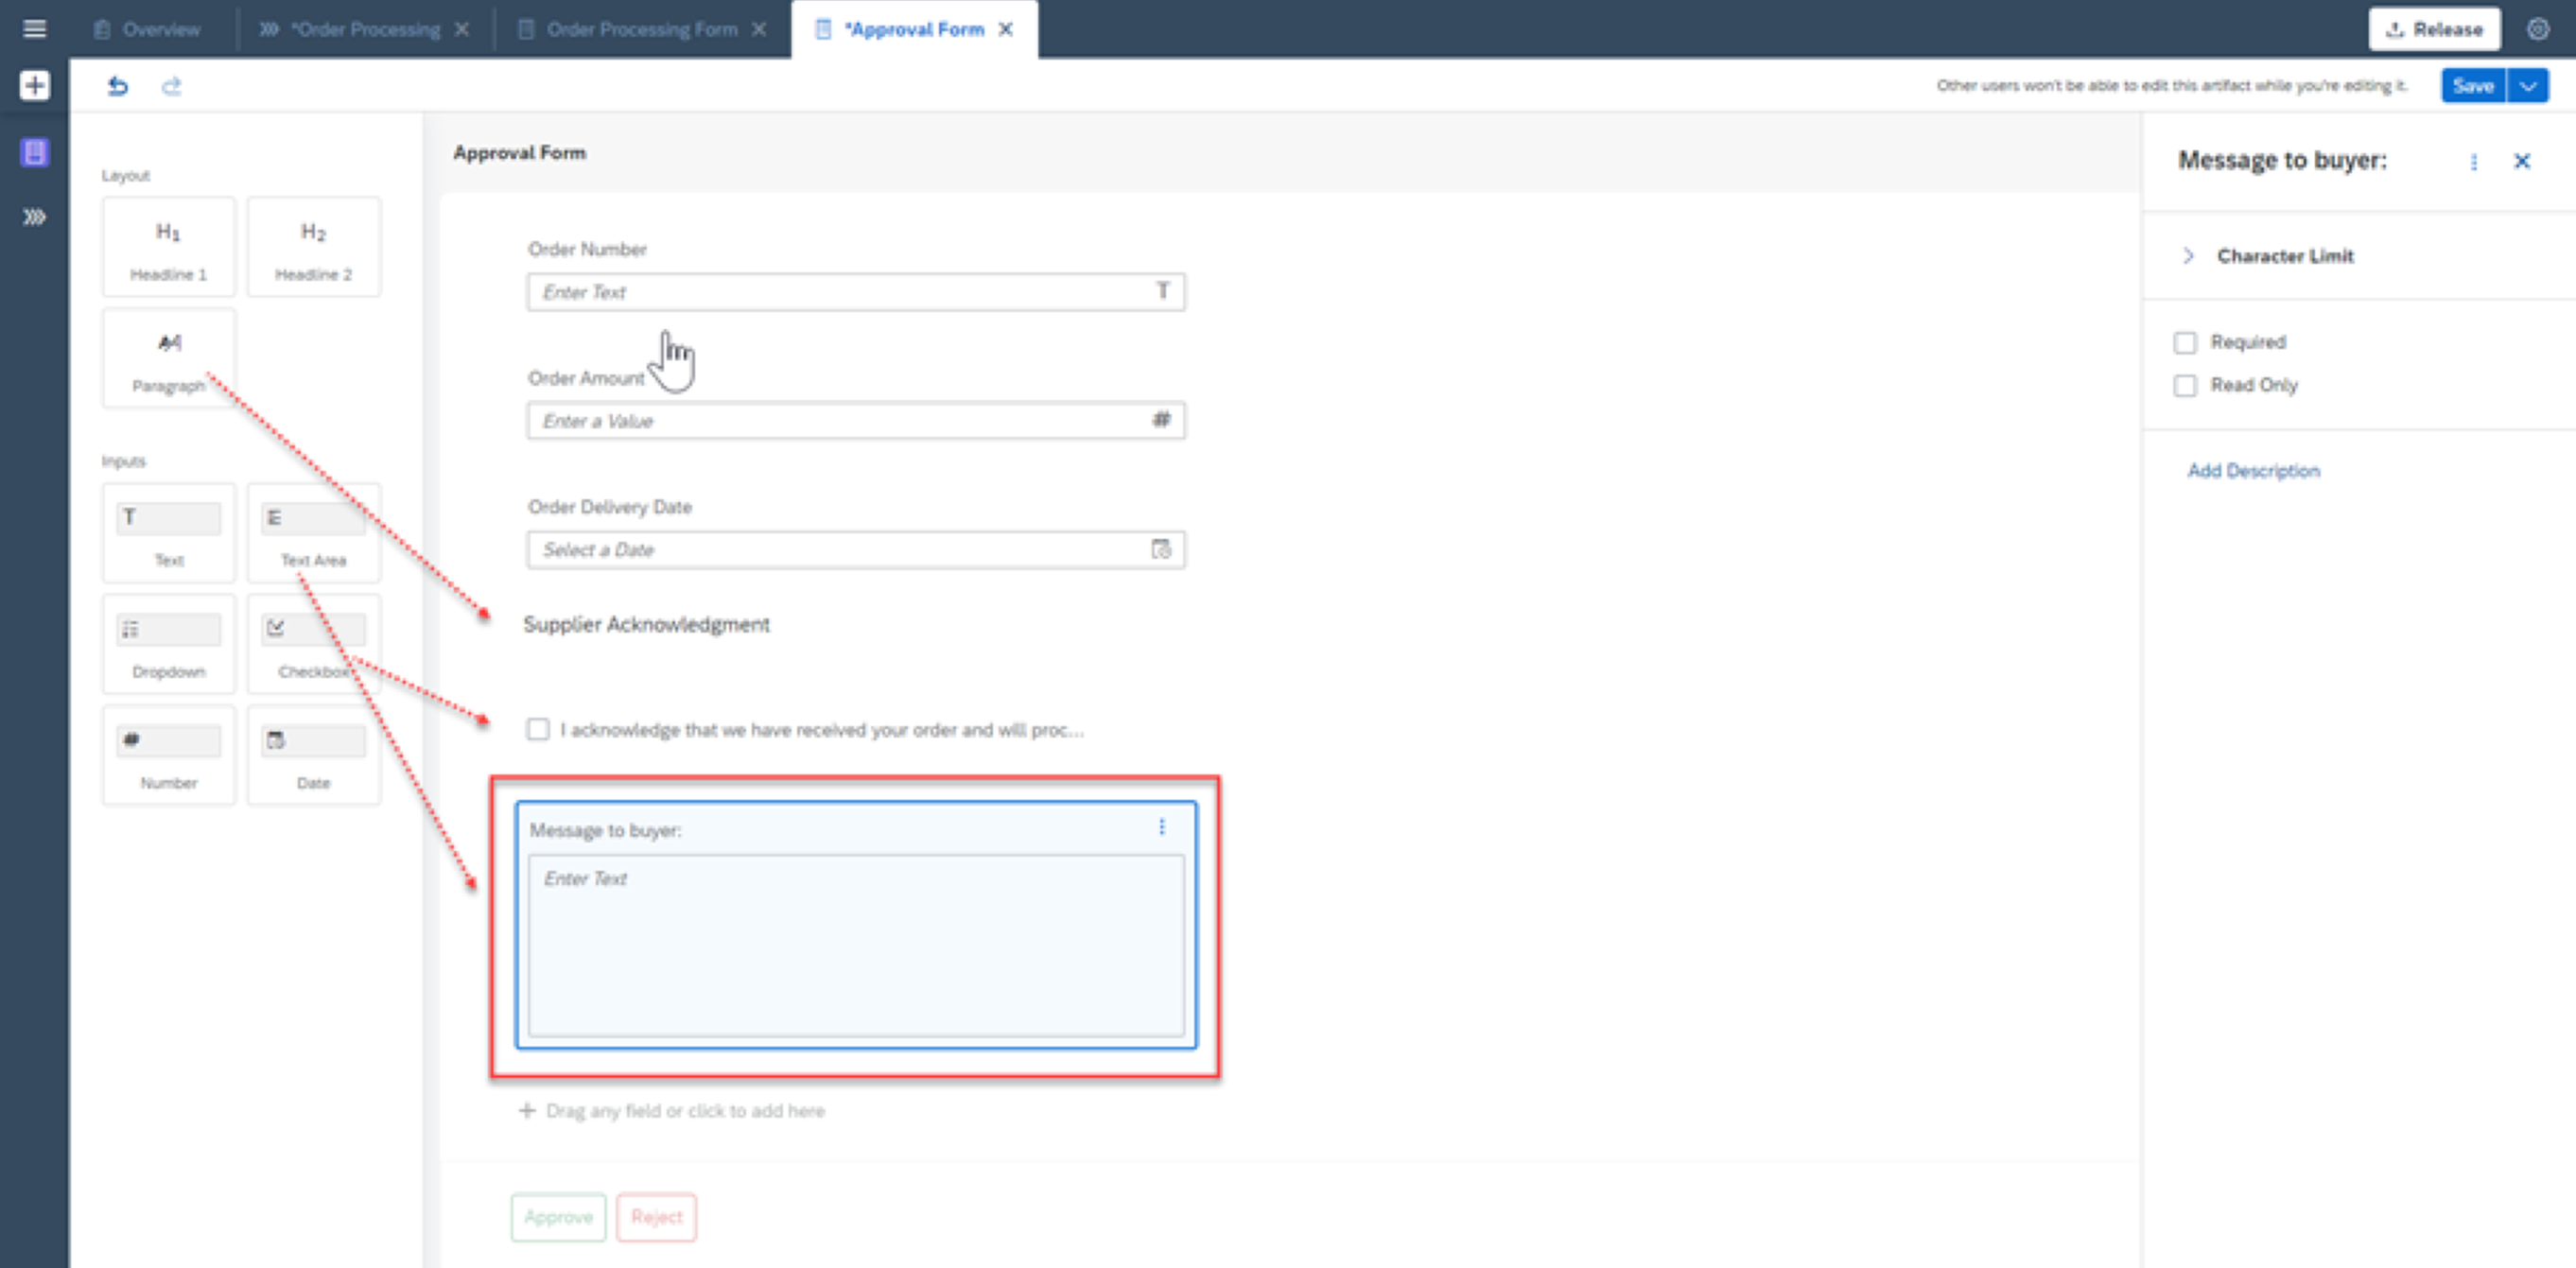 Overview
*Order Processing
Order Processing Form
*Approval Form
Release
Other users won't be able to edit this artifact while you're editing it.
Save
Layout
H1
Headline 1
H2
Headline 2
Paragraph
Inputs
T
Text
Text Area
Dropdown
Checkbox
#
Number
Date
Approval Form
Order Number
Enter Text
T
Order Amount
Enter a Value
#
Order Delivery Date
Select a Date
Supplier Acknowledgment
I acknowledge that we have received your order and will proc...
Message to buyer:
Enter Text
+ Drag any field or click to add here
Approve
Reject
Message to buyer:
Character Limit
Required
Read Only
Add Description